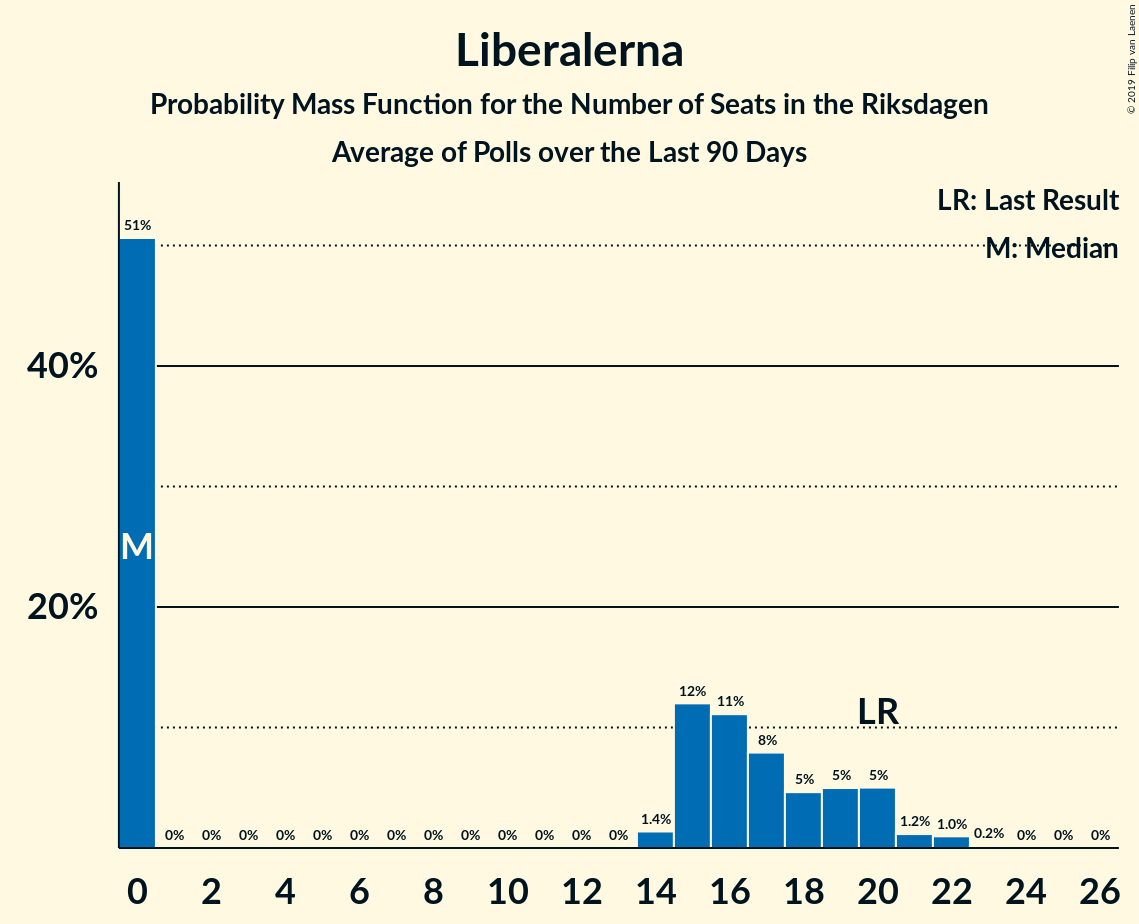 Liberalerna
Probability Mass Function for the Number of Seats in the Riksdagen
Average of Polls over the Last 90 Days
© 2019 Filip van Laenen
LR: Last Result
M: Median
51%
40%
20%
M
LR
0% 0% 0% 0% 0% 0% 0% 0% 0% 0% 0% 0% 0% 1.4% 12% 11% 8% 5% 5% 5% 1.2% 1.0% 0.2% 0% 0% 0%
0 2 4 6 8 10 12 14 16 18 20 22 24 26